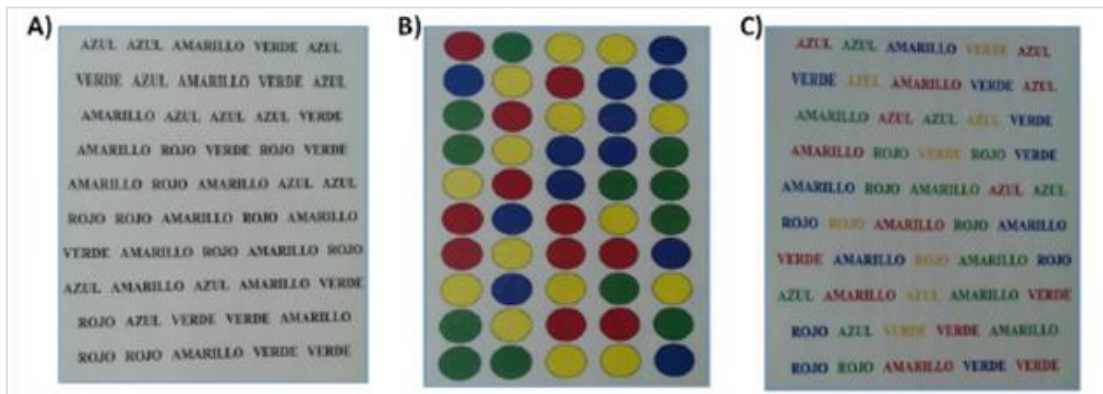 A)
AZUL AZUL AMARILLO VERDE AZUL
VERDE AZUL AMARILLO VERDE AZUL
AMARILLO AZUL AZUL AZUL VERDE
AMARILLO ROJO VERDE ROJO VERDE
AMARILLO ROJO AMARILLO AZUL AZUL
ROJO ROJO AMARILLO ROJO AMARILLO
VERDE AMARILLO ROJO AMARILLO ROJO
AZUL AMARILLO AZUL AMARILLO VERDE
ROJO AZUL VERDE VERDE AMARILLO
ROJO ROJO AMARILLO VERDE VERDE
B)
C)
AZUL AZUL AMARILLO VERDE AZUL
VERDE AZUL AMARILLO VERDE AZUL
AMARILLO AZUL AZUL AZUL VERDE
AMARILLO ROJO VERDE ROJO VERDE
AMARILLO ROJO AMARILLO AZUL AZUL
ROJO ROJO AMARILLO ROJO AMARILLO
VERDE AMARILLO ROJO AMARILLO ROJO
AZUL AMARILLO AZUL AMARILLO VERDE
ROJO AZUL VERDE VERDE AMARILLO
ROJO ROJO AMARILLO VERDE VERDE